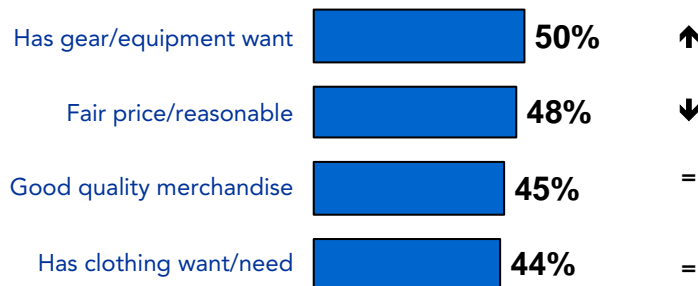 Has gear/equipment want 50% ↑
Fair price/reasonable 48% ↓
Good quality merchandise 45% =
Has clothing want/need 44% =